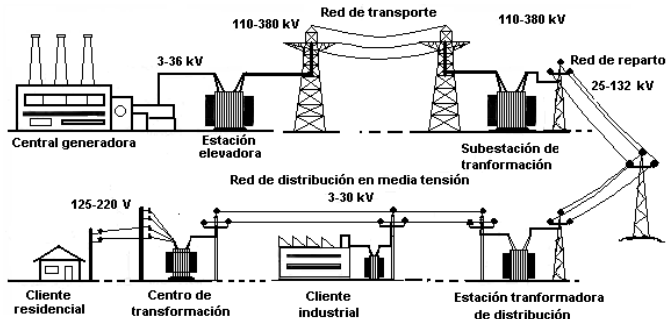 Red de transporte
110-380 kV
110-380 kV
3-36 kV
Red de reparto
25-132 kV
Central generadora
Estación
elevadora
Subestación de
tranformación
Red de distribución en media tensión
3-30 kV
125-220 V
Cliente
residencial
Centro de
transformación
Cliente
industrial
Estación tranformadora
de distribución